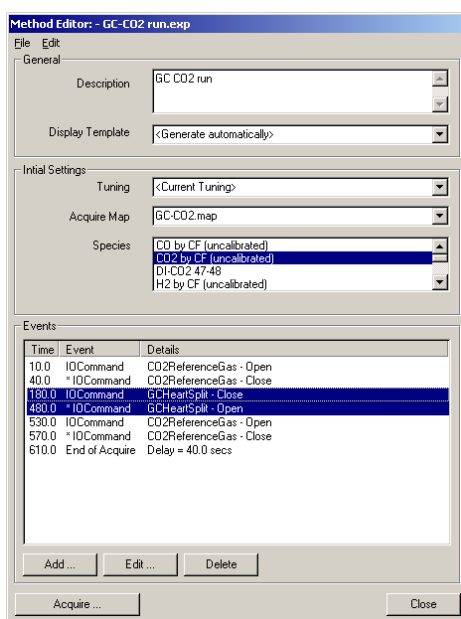 Method Editor: - GC-CO2 run.exp
File Edit
General
Description
GC CO2 run
Display Template
<Generate automatically>
Intial Settings
Tuning
<Current Tuning>
Acquire Map
GC-CO2.map
Species
CO by CF (uncalibrated)
CO2 by CF (uncalibrated)
DI-CO2 47-48
H2 by CF (uncalibrated)
Events
Time Event Details
10.0 IOCommand CO2ReferenceGas - Open
40.0 * IOCommand CO2ReferenceGas - Close
180.0 IOCommand GCHeartSplit - Close
480.0 * IOCommand GCHeartSplit - Open
530.0 IOCommand CO2ReferenceGas - Open
570.0 * IOCommand CO2ReferenceGas - Close
610.0 End of Acquire Delay = 40.0 secs
Add ... Edit ... Delete
Acquire ... Close